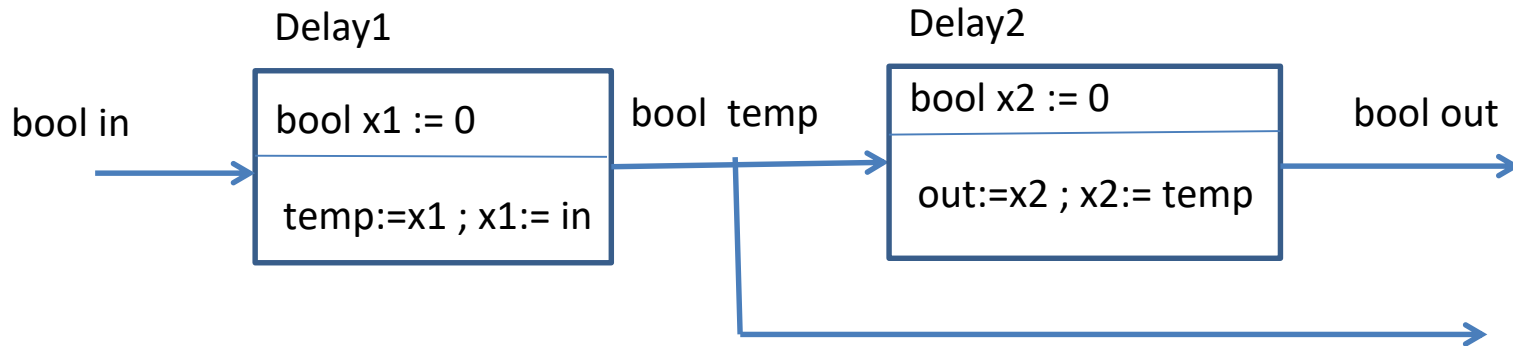 Delay1
Delay2
bool in
bool x1 := 0
temp:=x1 ; x1:= in
bool temp
bool x2 := 0
out:=x2 ; x2:= temp
bool out